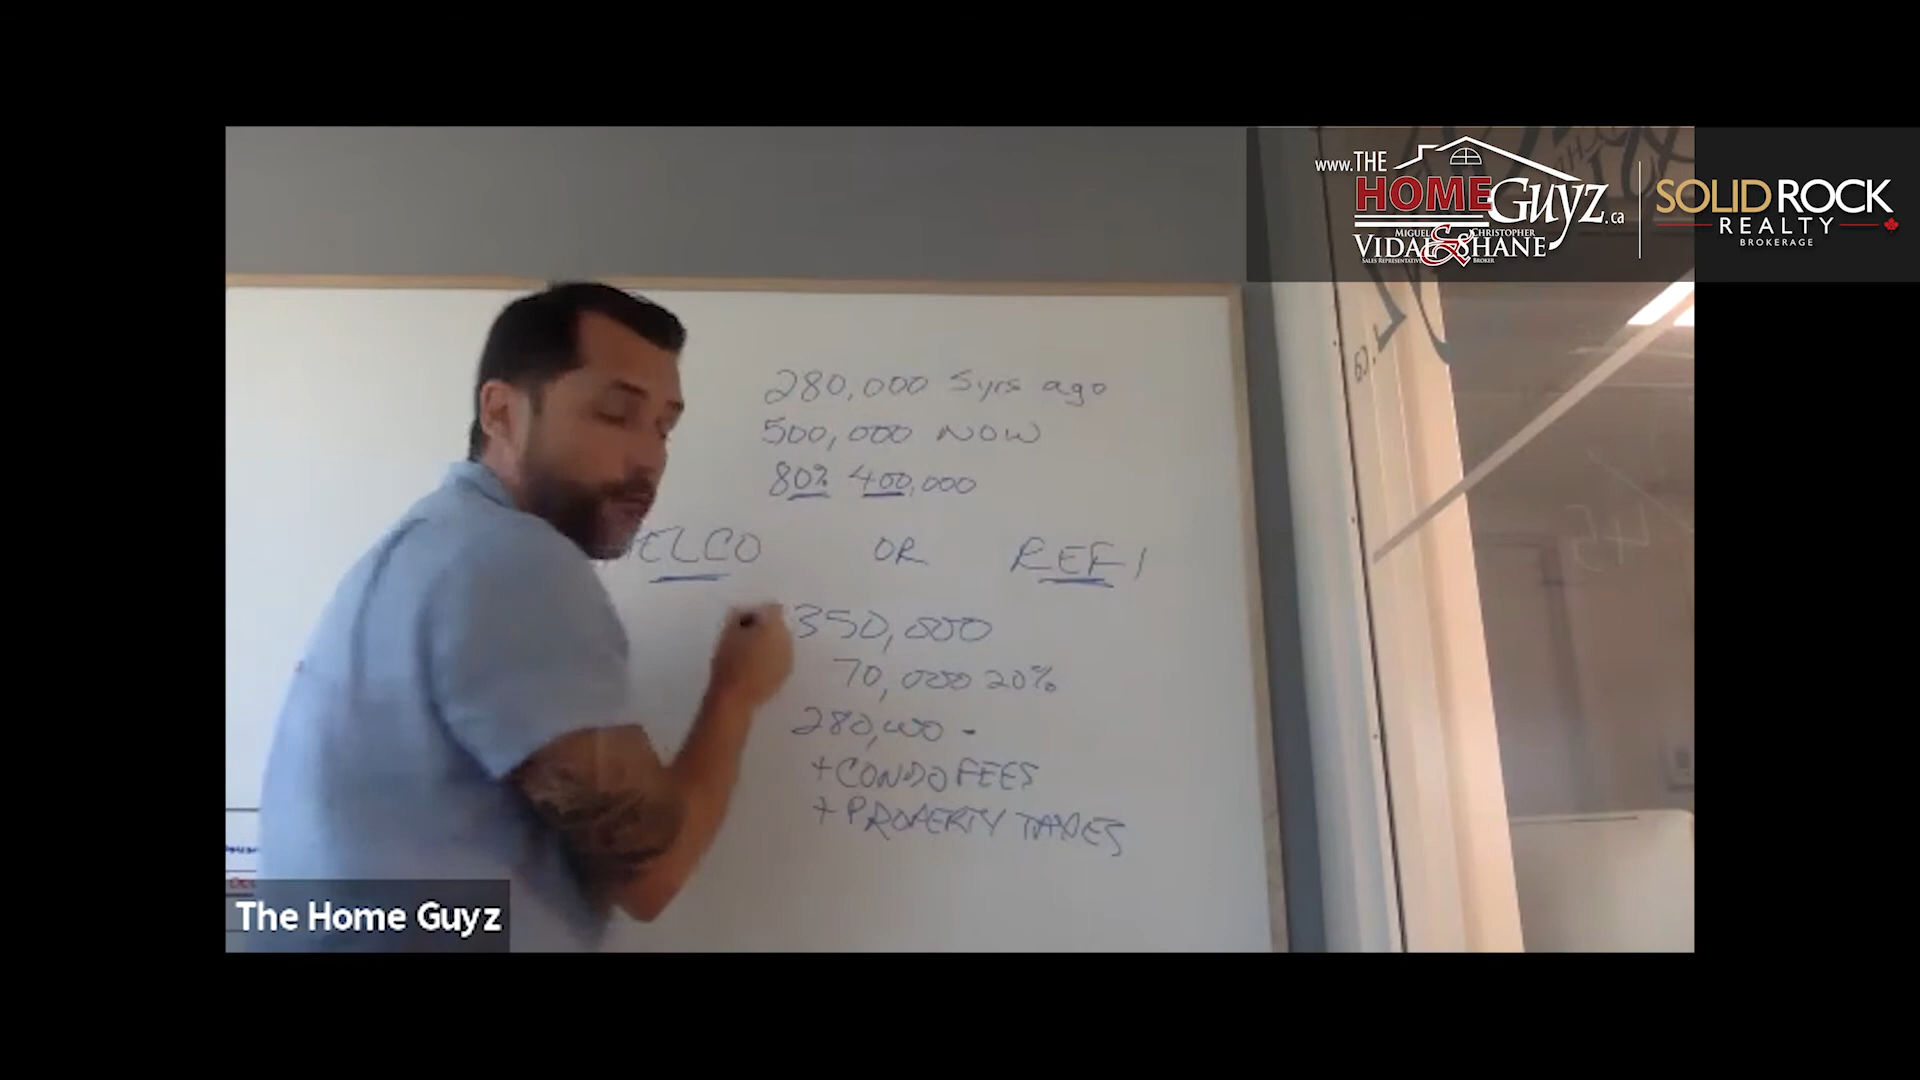 www.THE
HOMEGuyz.ca
MIGUEL & CHRISTOPHER
VIDAL & SHANE
SALES REPRESENTATIVE BROKER
SOLID ROCK
REALTY
BROKERAGE
280,000 5yrs ago
500,000 NOW
80% 400,000
ELCO OR REFI
350,000
70,000 20%
280,000 -
+ CONDO FEES
+ PROPERTY TAXES
The Home Guyz